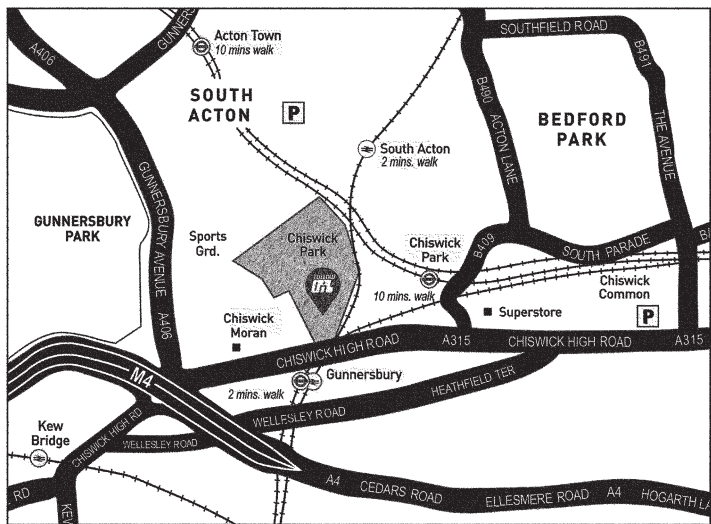 A406
GUNNERS
Acton Town
10 mins walk
SOUTH
ACTON
P
SOUTHFIELD ROAD
B491
B490
ACTON LANE
BEDFORD
PARK
THE AVENUE
South Acton
2 mins. walk
GUNNERSBURY AVENUE
A406
GUNNERSBURY
PARK
Sports
Grd.
Chiswick
Park
TULLOW
OIL
Chiswick
Park
10 mins. walk
B409
SOUTH PARADE
Chiswick
Common
Superstore
P
Chiswick
Moran
CHISWICK HIGH ROAD
A315
CHISWICK HIGH ROAD
A315
M4
Gunnersbury
2 mins. walk
HEATHFIELD TER
WELLESLEY ROAD
Kew
Bridge
CHISWICK HIGH RD
WELLESLEY ROAD
RD
KEW
A4
CEDARS ROAD
ELLESMERE ROAD
A4
HOGARTH LA